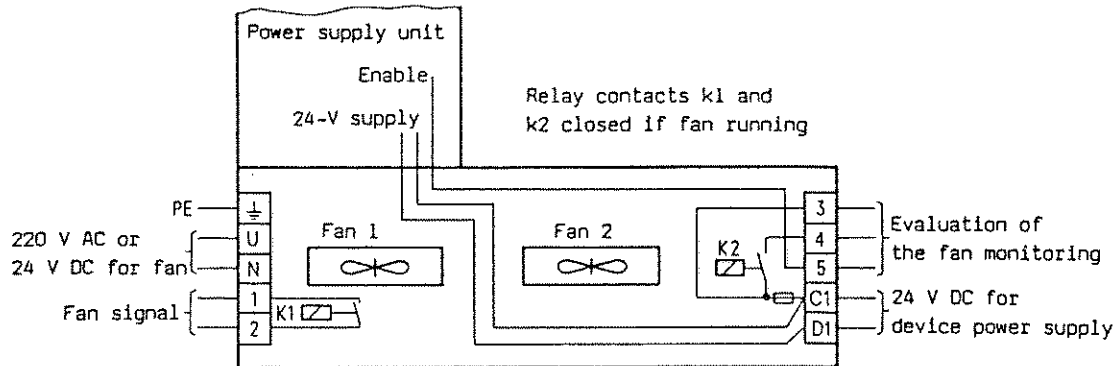 Power supply unit
Enable
24-V supply
Relay contacts k1 and
k2 closed if fan running
PE
220 V AC or
24 V DC for fan
Fan signal
U
N
1
2
K1
Fan 1
Fan 2
K2
3
4
5
C1
D1
Evaluation of
the fan monitoring
24 V DC for
device power supply